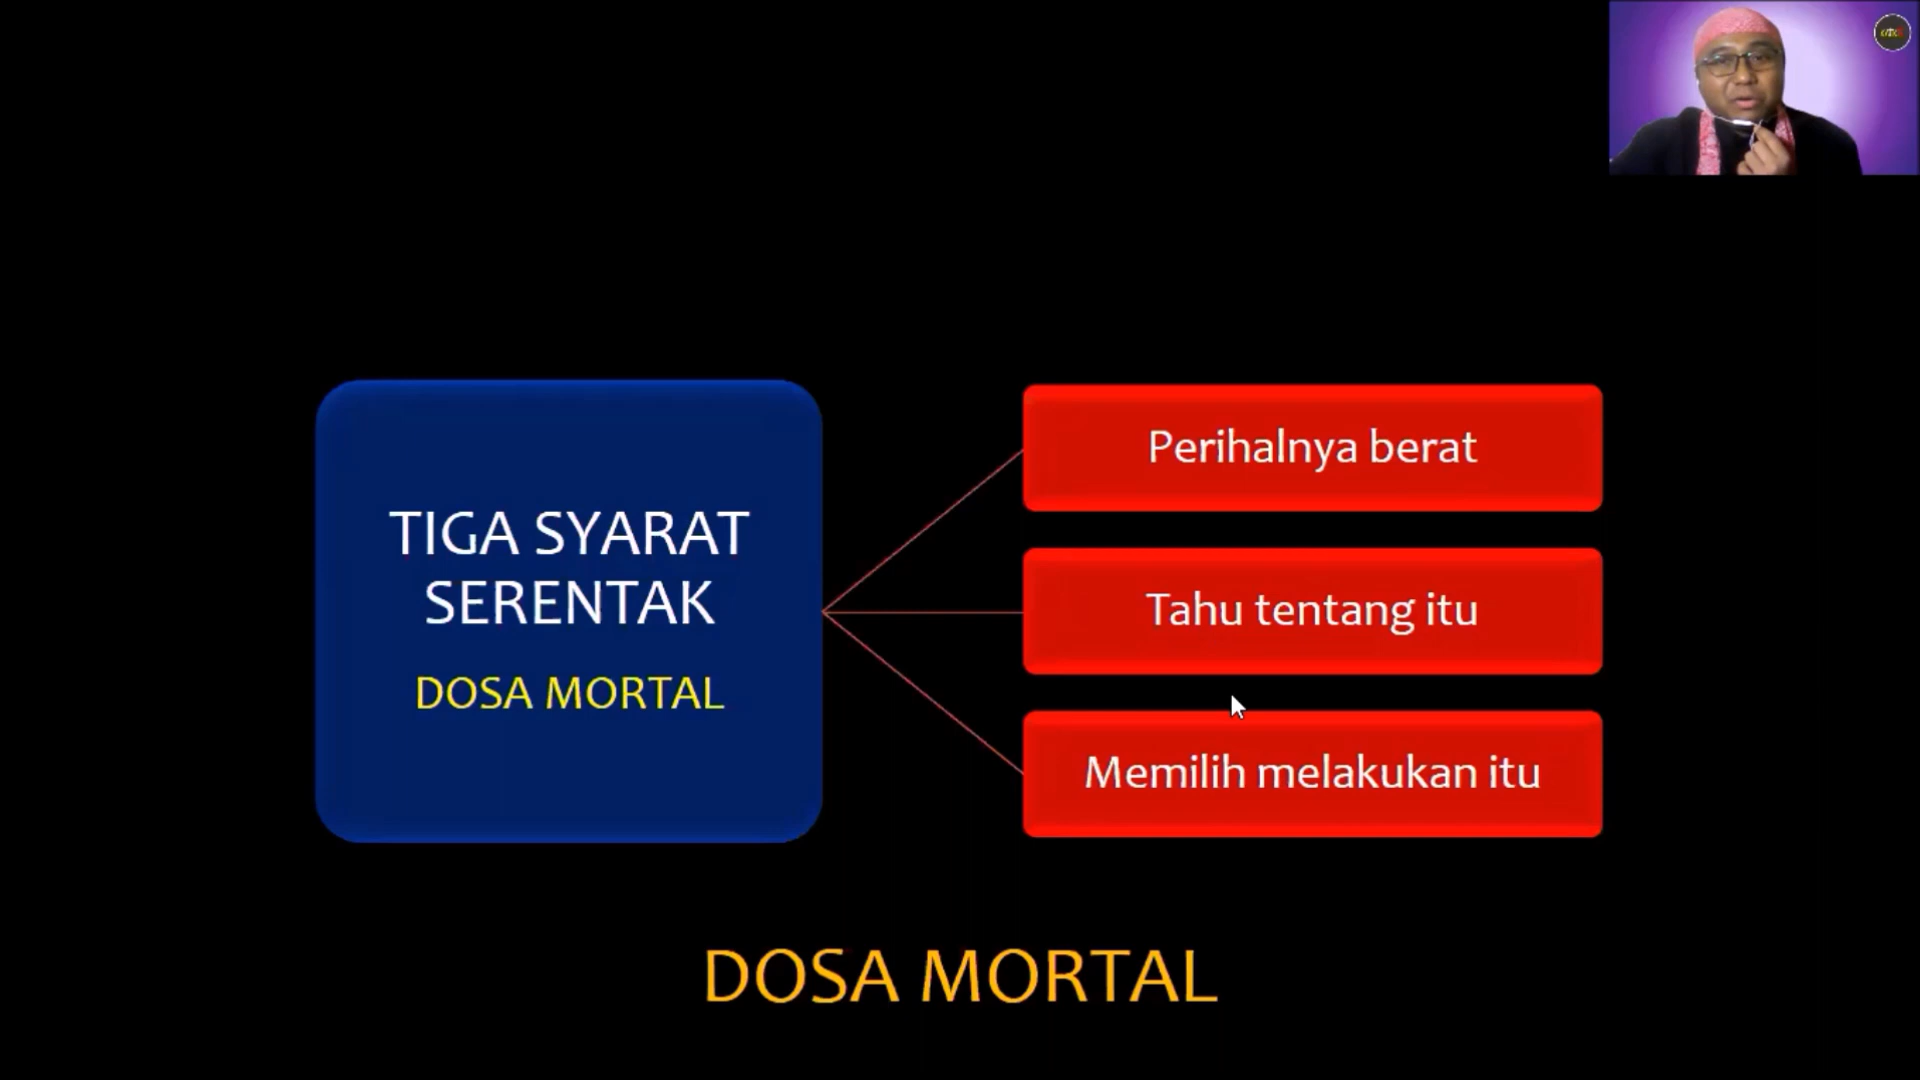 TIGA SYARAT
SERENTAK
DOSA MORTAL
Perihalnya berat
Tahu tentang itu
Memilih melakukan itu
DOSA MORTAL